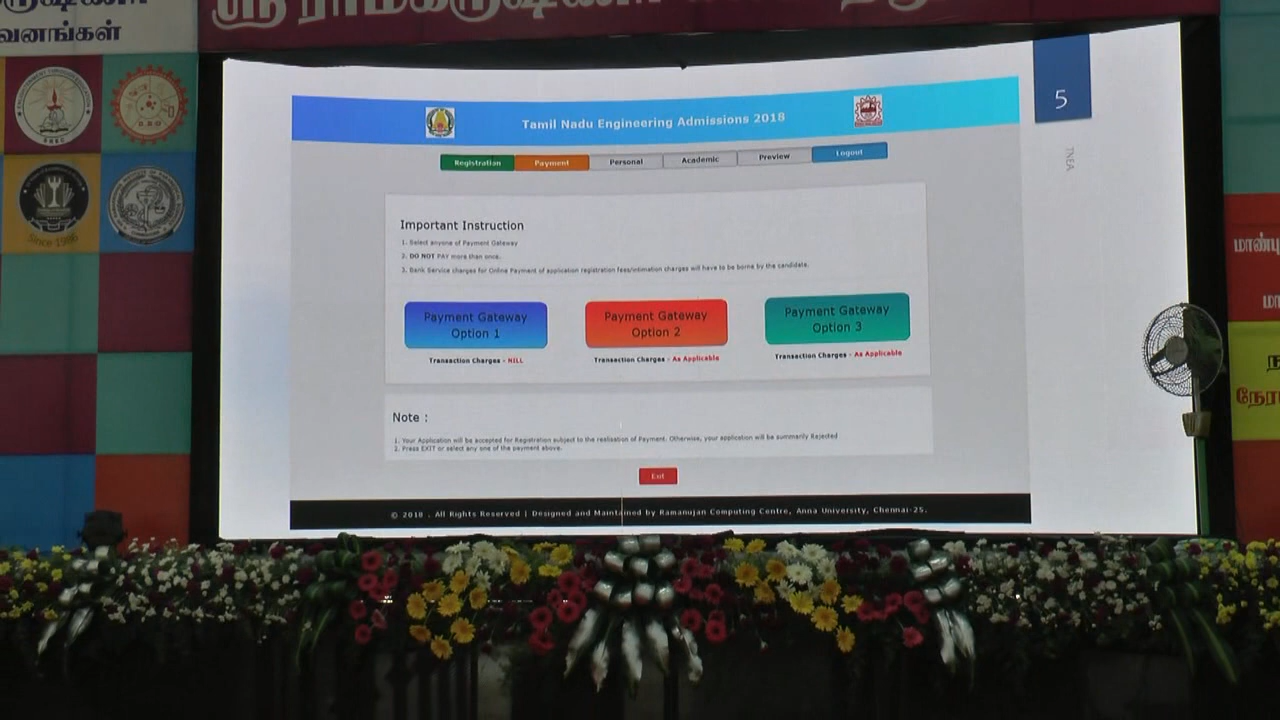 வனங்கள்
ஸ்ரீ ராமகிருஷ்ணா
Since 1986
5
TNEA
Tamil Nadu Engineering Admissions 2018
Registration
Payment
Personal
Academic
Preview
Logout
Important Instruction
1. Select anyone of Payment Gateway
2. DO NOT PAY more than once.
3. Bank Service charges for Online Payment of application registration fees/intimation charges will have to be borne by the candidate.
Payment Gateway
Option 1
Transaction Charges - NILL
Payment Gateway
Option 2
Transaction Charges - As Applicable
Payment Gateway
Option 3
Transaction Charges - As Applicable
Note :
1. Your Application will be accepted for Registration subject to the realisation of Payment. Otherwise, your application will be summarily Rejected
2. Press EXIT or select any one of the payment above.
Exit
© 2018 . All Rights Reserved | Designed and Maintained by Ramanujan Computing Centre, Anna University, Chennai-25.